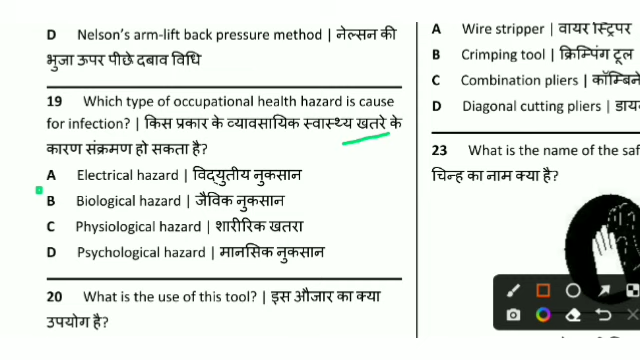 D Nelson's arm-lift back pressure method | नेल्सन की
भुजा ऊपर पीछे दबाव विधि
19 Which type of occupational health hazard is cause
for infection? | किस प्रकार के व्यावसायिक स्वास्थ्य खतरे के
कारण संक्रमण हो सकता है?
A Electrical hazard | विद्युतीय नुकसान
B Biological hazard | जैविक नुकसान
C Physiological hazard | शारीरिक खतरा
D Psychological hazard | मानसिक नुकसान
20 What is the use of this tool? | इस औजार का क्या
उपयोग है?
A Wire stripper | वायर स्ट्रिपर
B Crimping tool | क्रिम्पिंग टूल
C Combination pliers |
D Diagonal cutting pliers |
23 What is the name of the
चिन्ह का नाम क्या है?